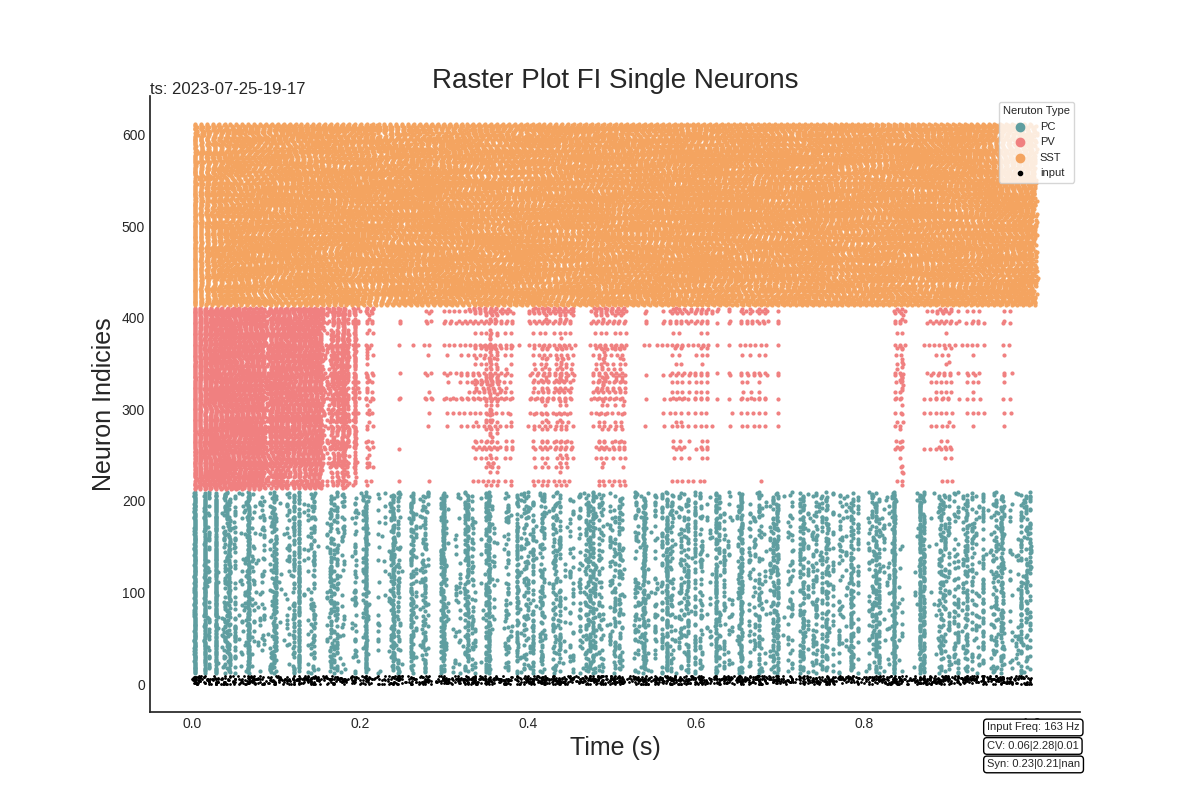 Raster Plot FI Single Neurons
ts: 2023-07-25-19-17
Neruton Type
PC
PV
SST
input
Neuron Indicies
600
500
400
300
200
100
0
0.0 0.2 0.4 0.6 0.8
Time (s)
Input Freq: 163 Hz
CV: 0.06|2.28|0.01
Syn: 0.23|0.21|nan